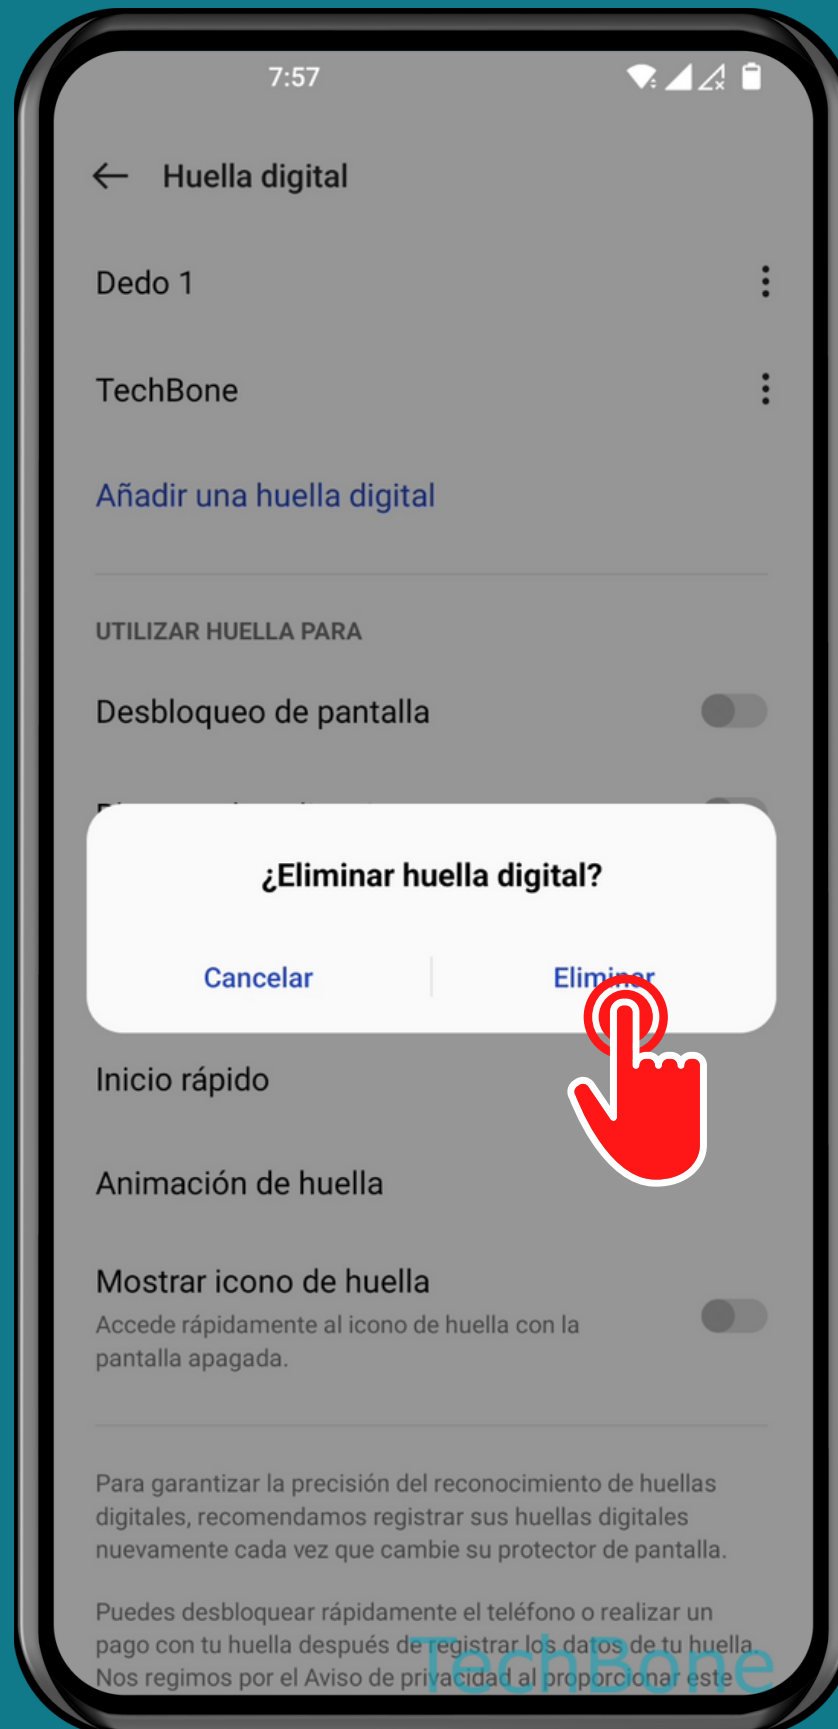 7:57
Huella digital
Dedo 1
TechBone
Añadir una huella digital
UTILIZAR HUELLA PARA
Desbloqueo de pantalla
¿Eliminar huella digital?
Cancelar
Eliminar
Inicio rápido
Animación de huella
Mostrar icono de huella
Accede rápidamente al icono de huella con la
pantalla apagada.
Para garantizar la precisión del reconocimiento de huellas
digitales, recomendamos registrar sus huellas digitales
nuevamente cada vez que cambie su protector de pantalla.
Puedes desbloquear rápidamente el teléfono o realizar un
pago con tu huella después de registrar los datos de tu huella.
Nos regimos por el Aviso de privacidad al proporcionar este
TechBone